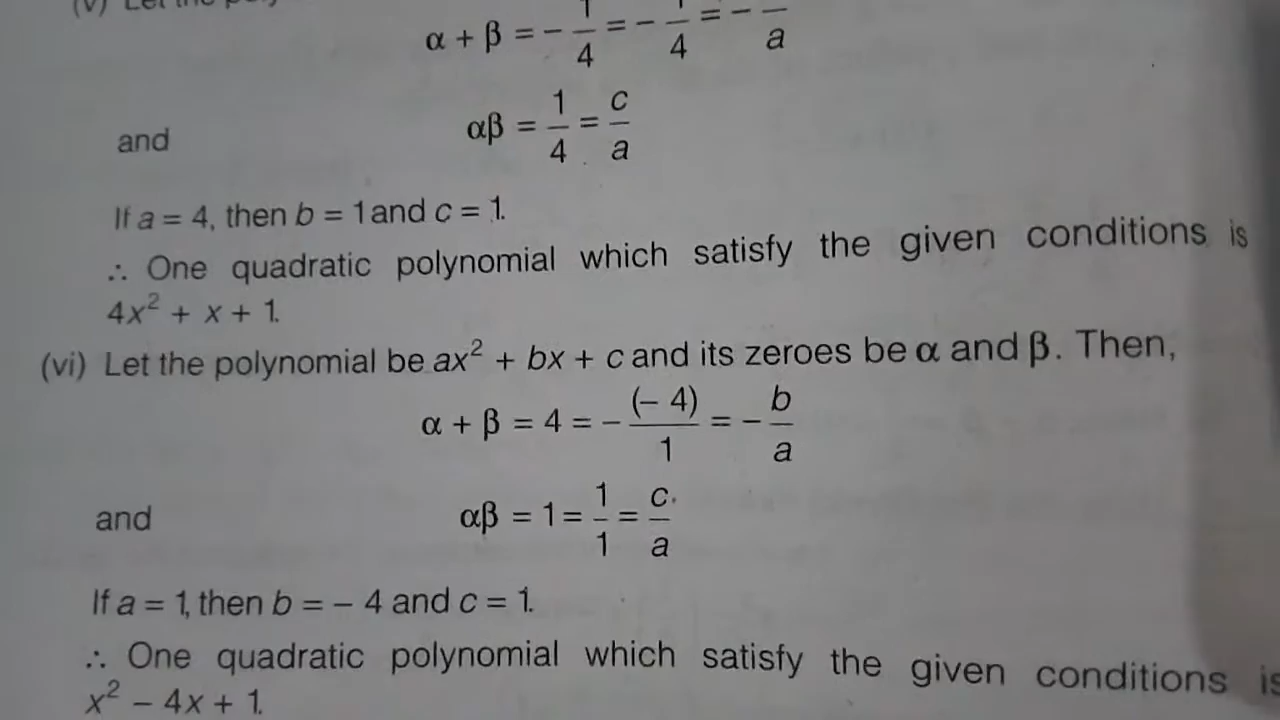 (v) Let the
α + β = - 1/4 = - 1/4 = - /a
and αβ = 1/4 = c/a
If a = 4, then b = 1 and c = 1.
∴ One quadratic polynomial which satisfy the given conditions is
4x² + x + 1.
(vi) Let the polynomial be ax² + bx + c and its zeroes be α and β. Then,
α + β = 4 = - (- 4)/1 = - b/a
and αβ = 1 = 1/1 = c/a
If a = 1, then b = - 4 and c = 1.
∴ One quadratic polynomial which satisfy the given conditions is
x² - 4x + 1.